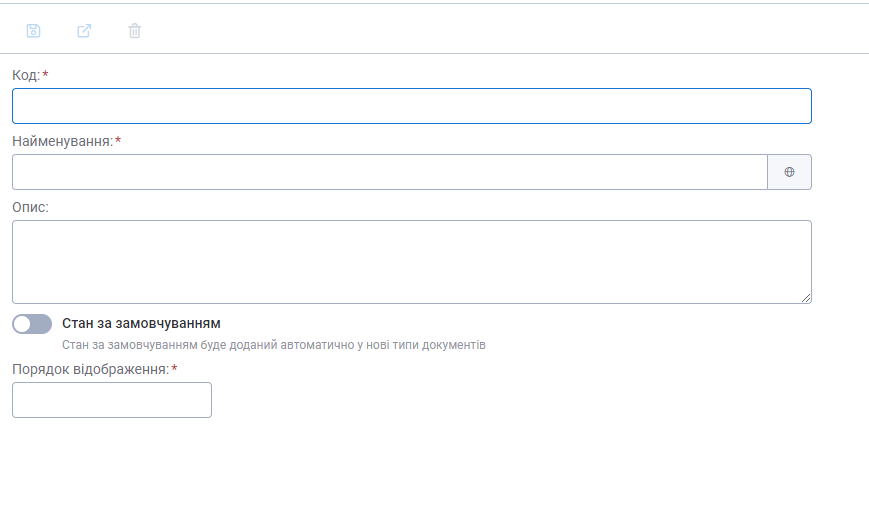 Код:*
Найменування:*
Опис:
Стан за замовчуванням
Стан за замовчуванням буде доданий автоматично у нові типи документів
Порядок відображення:*